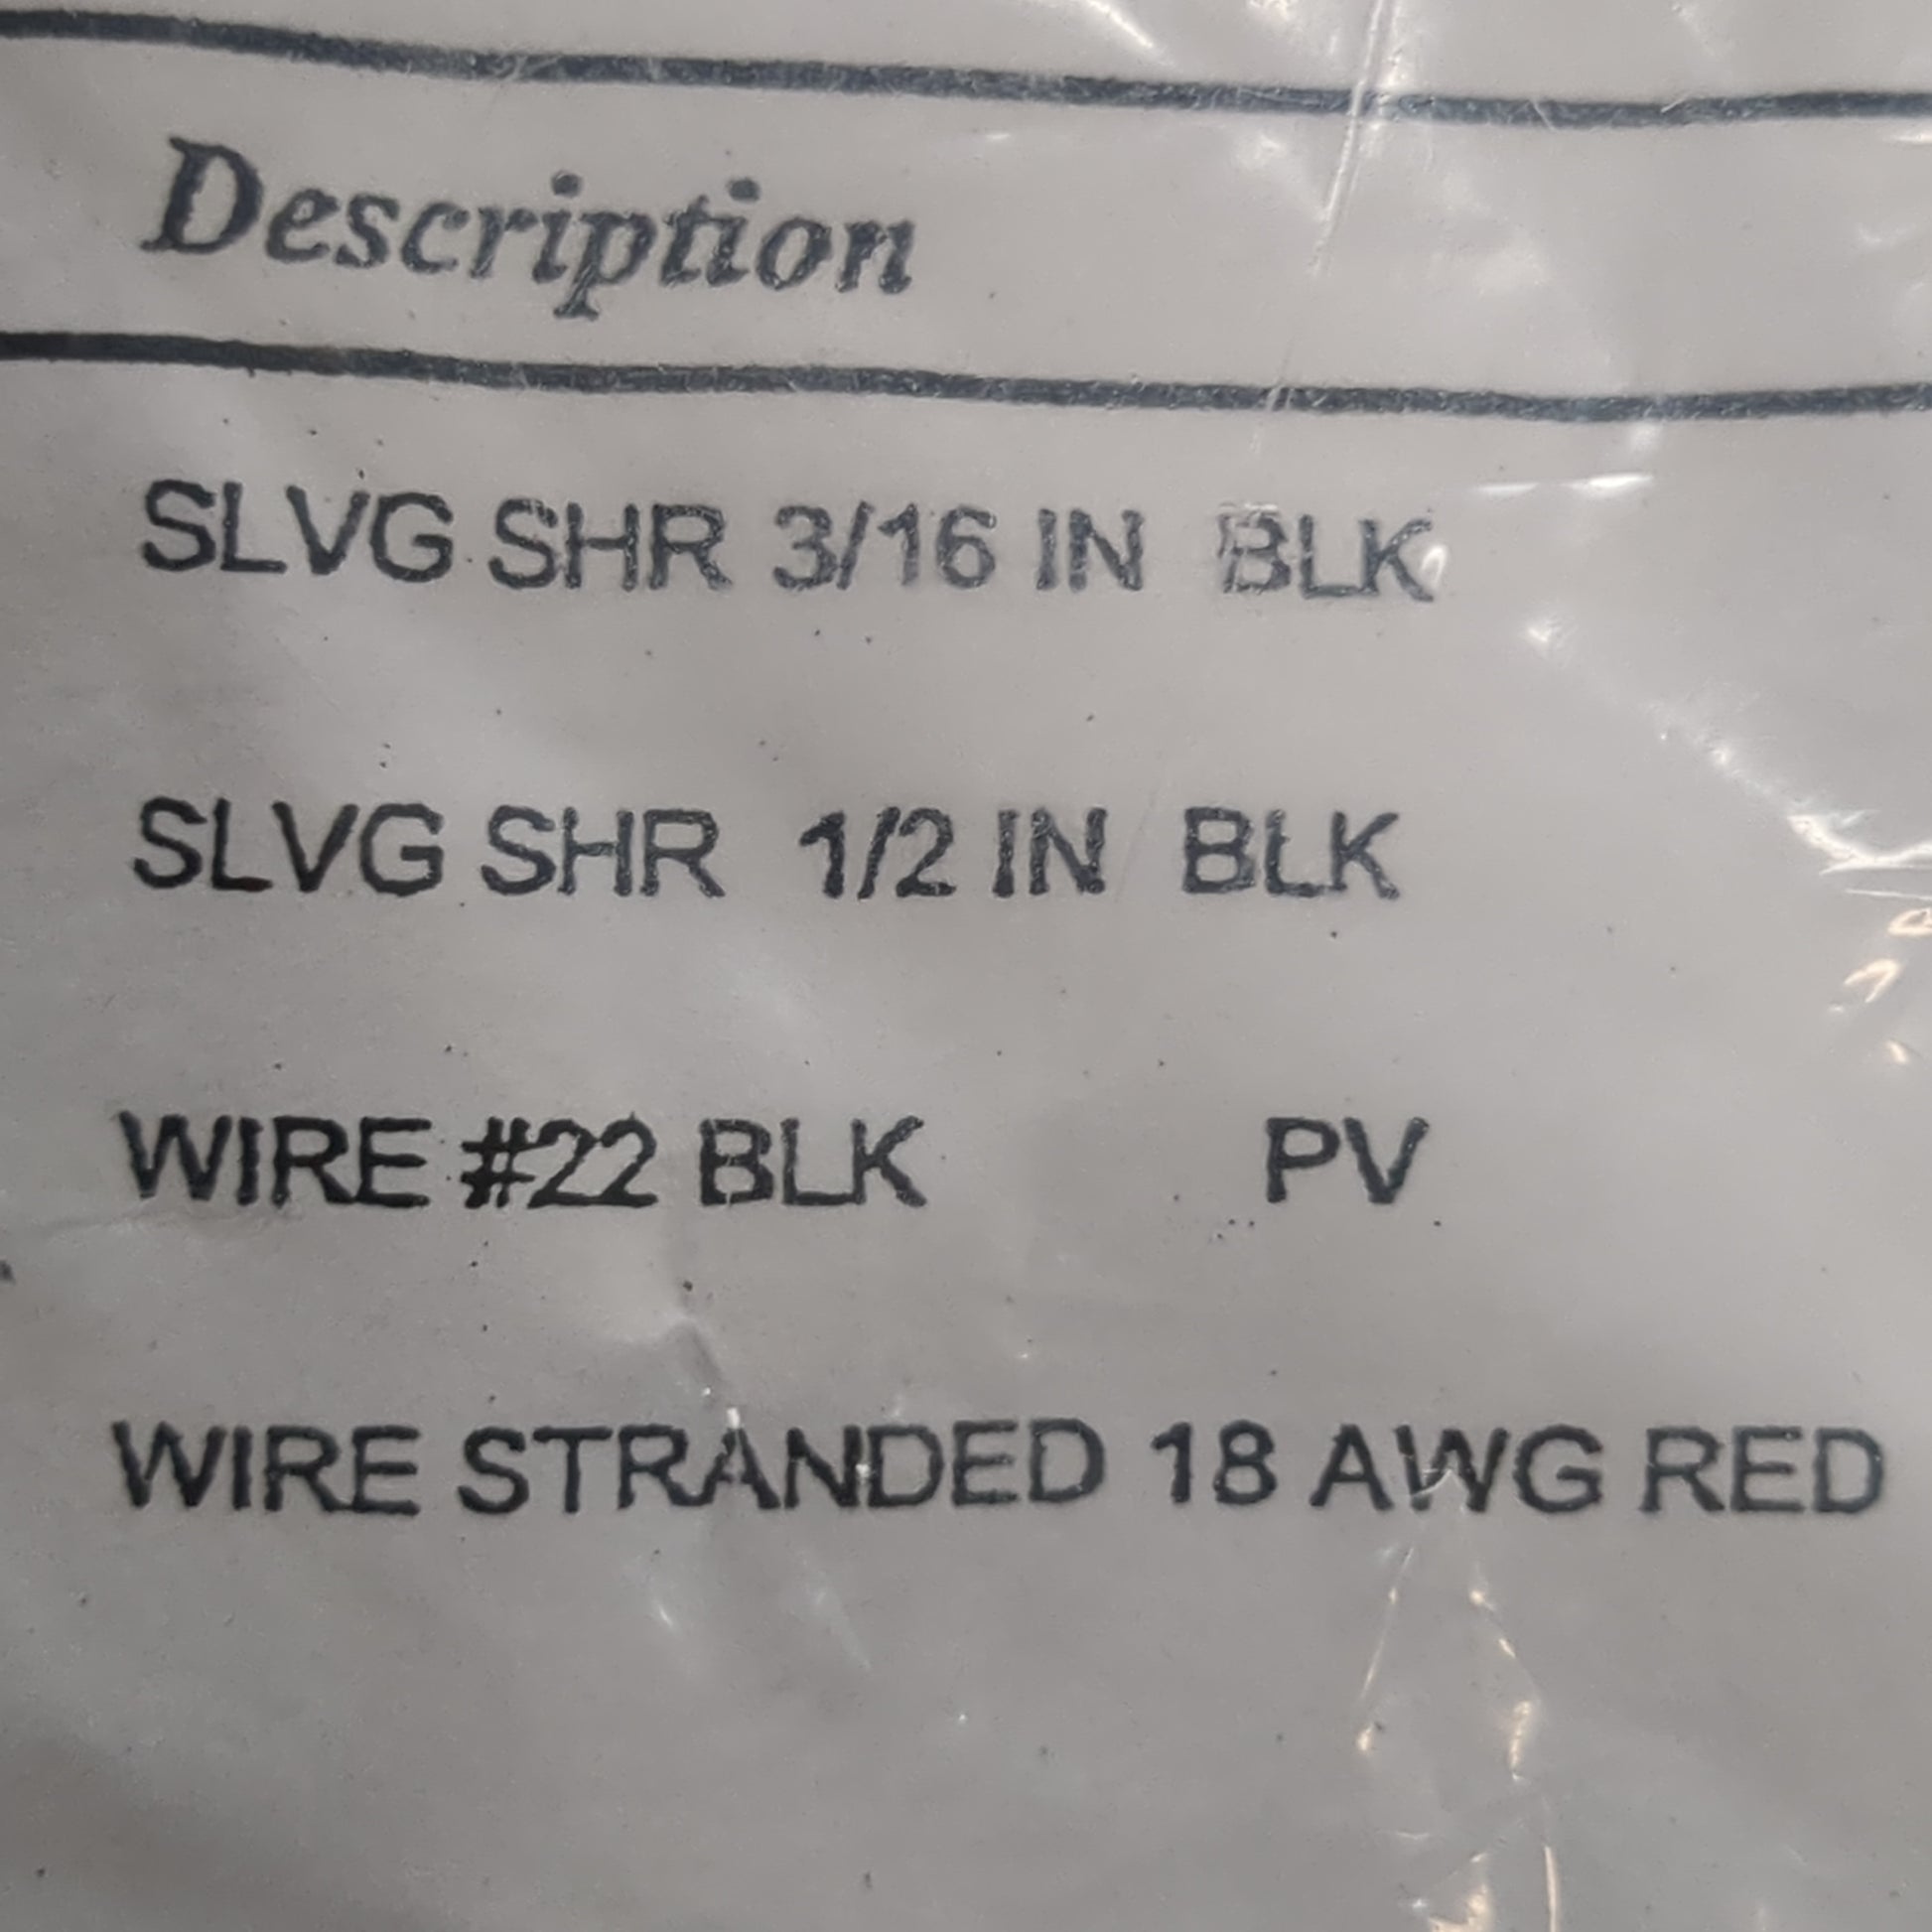 Description
SLVG SHR 3/16 IN BLK
SLVG SHR 1/2 IN BLK
WIRE #22 BLK PV
WIRE STRANDED 18 AWG RED